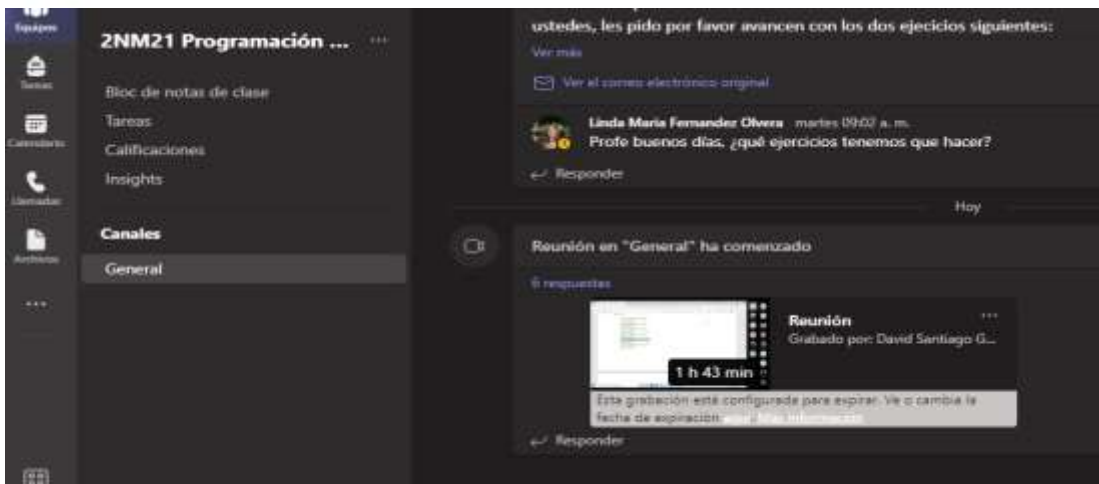 Equipos
Tareas
Calendario
Llamadas
Archivos
2NM21 Programación ... ...
Bloc de notas de clase
Tareas
Calificaciones
Insights
Canales
General
ustedes, les pido por favor avancen con los dos ejecicios siguientes:
Ver más
Ver el correo electrónico original
Linda Maria Fernandez Olvera martes 09:02 a. m.
Profe buenos días, ¿qué ejercicios tenemos que hacer?
Responder
Hoy
Reunión en "General" ha comenzado
6 respuestas
Reunión
Grabado por: David Santiago G...
1 h 43 min
Esta grabación está configurada para expirar. Ve o cambia la
fecha de expiración aquí. Más información
Responder